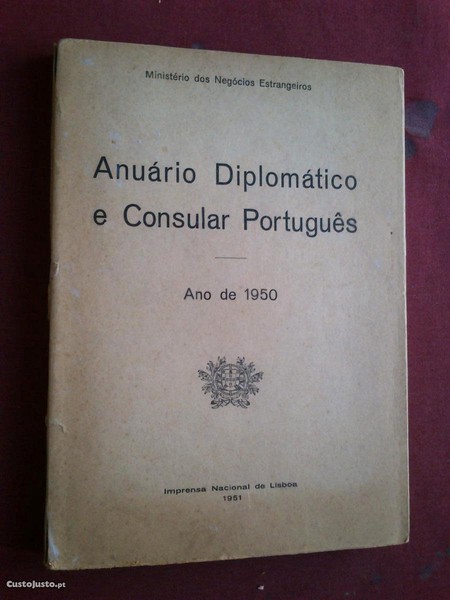 Ministério dos Negócios Estrangeiros
Anuário Diplomático
e Consular Português
Ano de 1950
Imprensa Nacional de Lisboa
1951
CustoJusto.pt